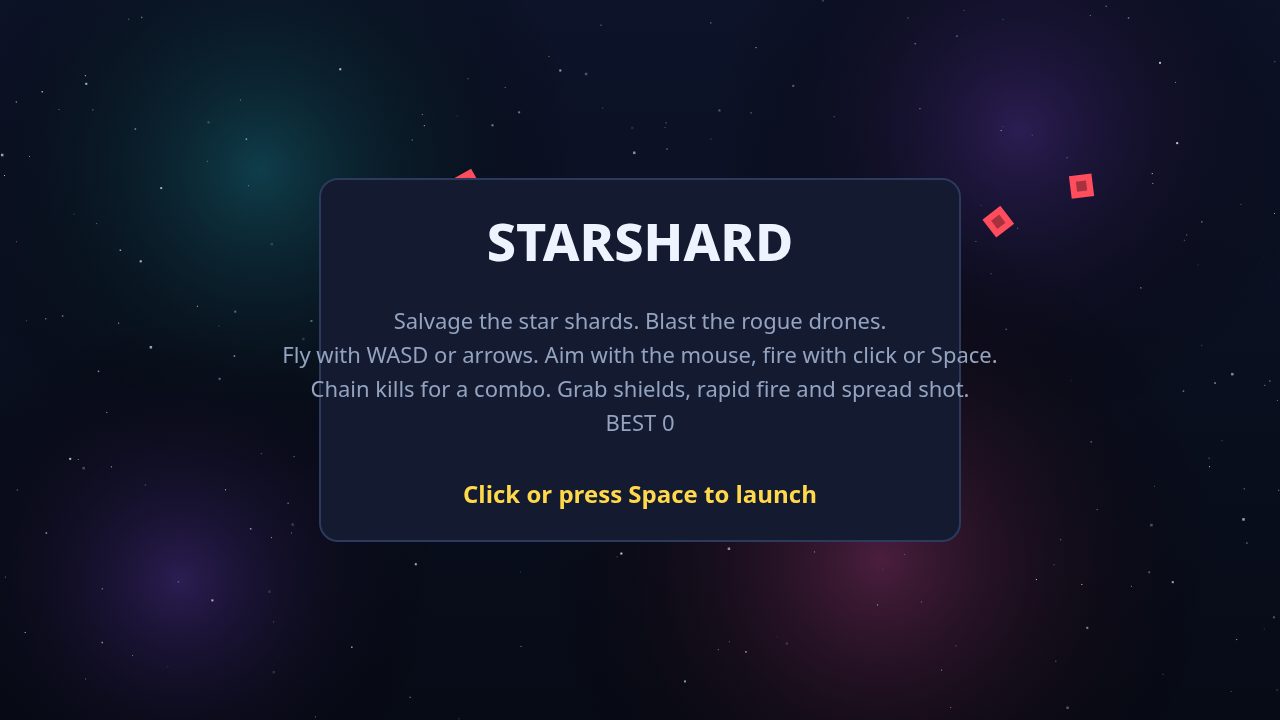 STARSHARD
Salvage the star shards. Blast the rogue drones.
Fly with WASD or arrows. Aim with the mouse, fire with click or Space.
Chain kills for a combo. Grab shields, rapid fire and spread shot.
BEST 0
Click or press Space to launch